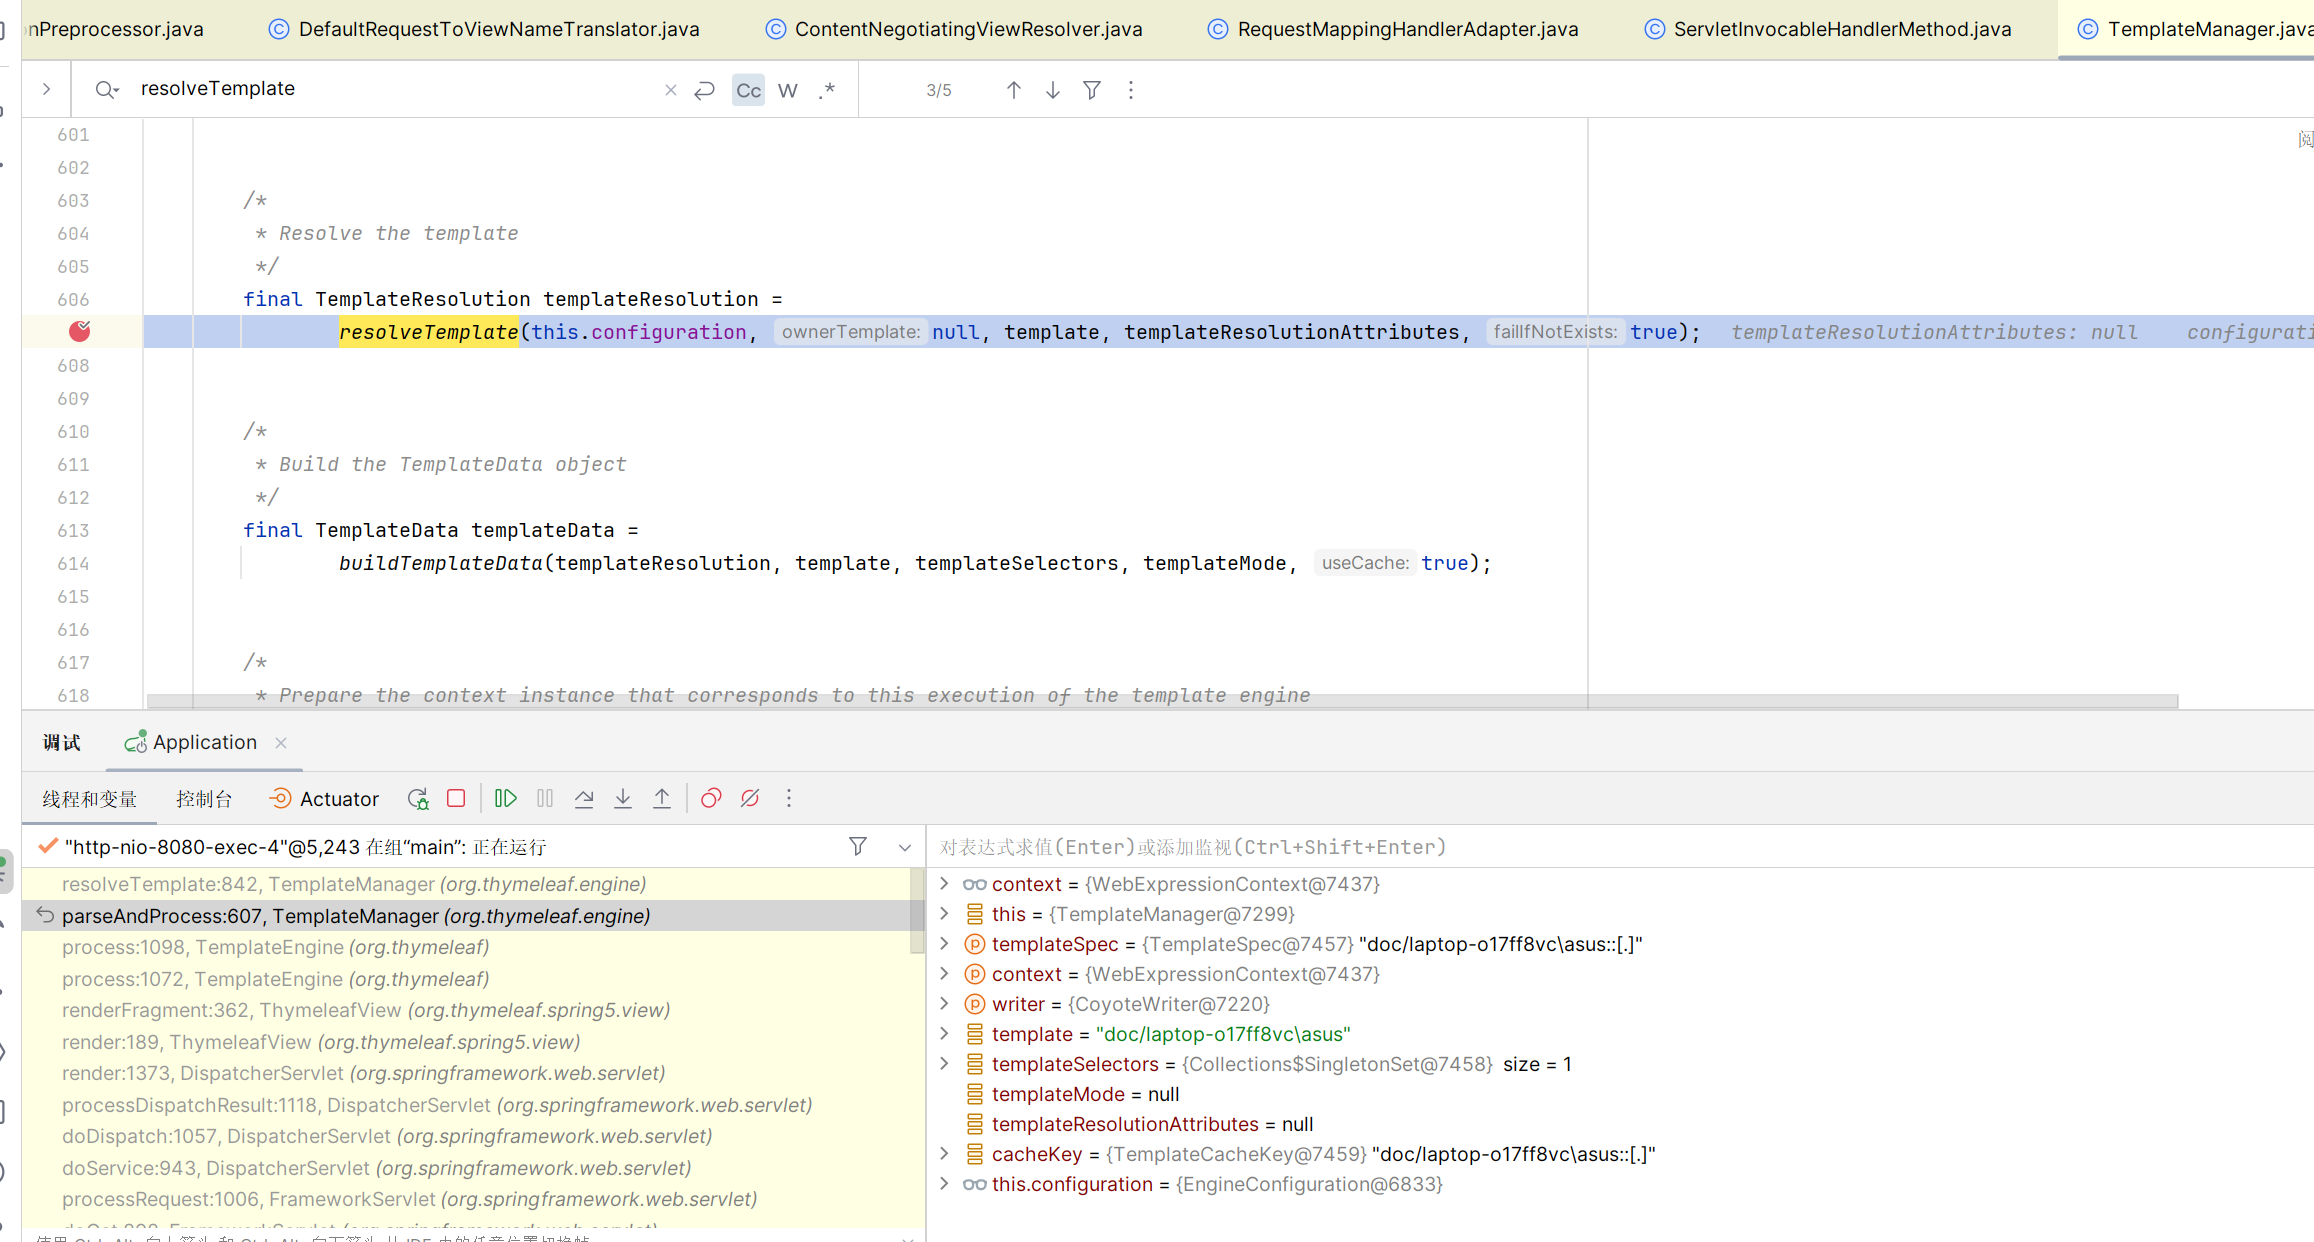 nPreprocessor.java DefaultRequestToViewNameTranslator.java ContentNegotiatingViewResolver.java RequestMappingHandlerAdapter.java ServletInvocableHandlerMethod.java TemplateManager.java
resolveTemplate Cc W .* 3/5
601
602
603 /*
604 * Resolve the template
605 */
606 final TemplateResolution templateResolution =
resolveTemplate(this.configuration, ownerTemplate: null, template, templateResolutionAttributes, failIfNotExists: true); templateResolutionAttributes: null configurati
608
609
610 /*
611 * Build the TemplateData object
612 */
613 final TemplateData templateData =
614 buildTemplateData(templateResolution, template, templateSelectors, templateMode, useCache: true);
615
616
617 /*
618 * Prepare the context instance that corresponds to this execution of the template engine
调试 Application
线程和变量 控制台 Actuator
"http-nio-8080-exec-4"@5,243 在组"main": 正在运行
resolveTemplate:842, TemplateManager (org.thymeleaf.engine)
parseAndProcess:607, TemplateManager (org.thymeleaf.engine)
process:1098, TemplateEngine (org.thymeleaf)
process:1072, TemplateEngine (org.thymeleaf)
renderFragment:362, ThymeleafView (org.thymeleaf.spring5.view)
render:189, ThymeleafView (org.thymeleaf.spring5.view)
render:1373, DispatcherServlet (org.springframework.web.servlet)
processDispatchResult:1118, DispatcherServlet (org.springframework.web.servlet)
doDispatch:1057, DispatcherServlet (org.springframework.web.servlet)
doService:943, DispatcherServlet (org.springframework.web.servlet)
processRequest:1006, FrameworkServlet (org.springframework.web.servlet)
对表达式求值(Enter)或添加监视(Ctrl+Shift+Enter)
context = {WebExpressionContext@7437}
this = {TemplateManager@7299}
templateSpec = {TemplateSpec@7457} "doc/laptop-o17ff8vc\asus::[.]"
context = {WebExpressionContext@7437}
writer = {CoyoteWriter@7220}
template = "doc/laptop-o17ff8vc\asus"
templateSelectors = {Collections$SingletonSet@7458} size = 1
templateMode = null
templateResolutionAttributes = null
cacheKey = {TemplateCacheKey@7459} "doc/laptop-o17ff8vc\asus::[.]"
this.configuration = {EngineConfiguration@6833}